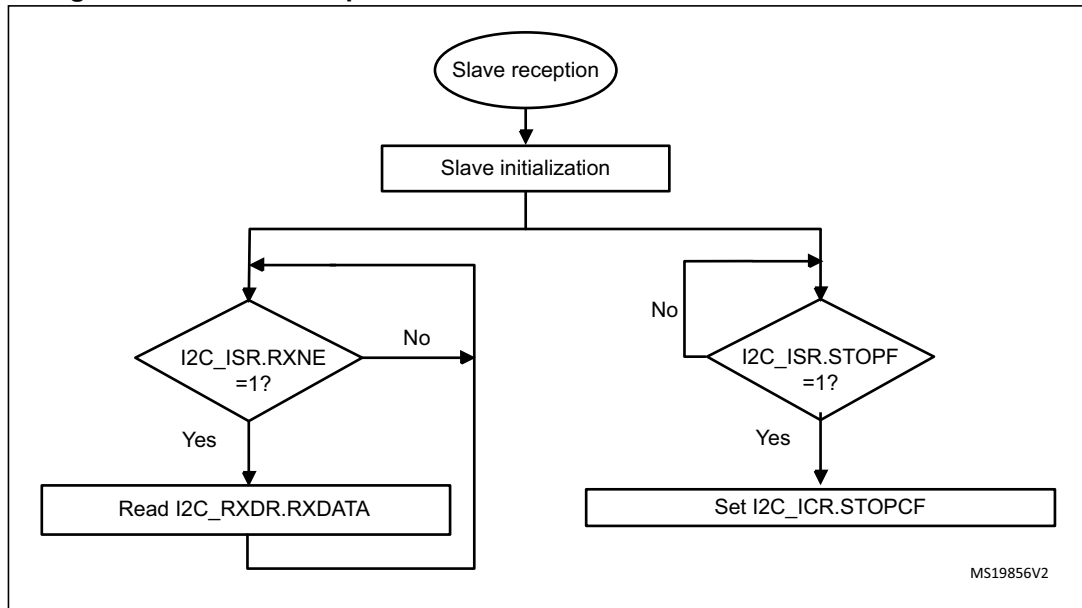 Slave reception
Slave initialization
No
I2C_ISR.RXNE
=1?
Yes
Read I2C_RXDR.RXDATA
No
I2C_ISR.STOPF
=1?
Yes
Set I2C_ICR.STOPCF
MS19856V2